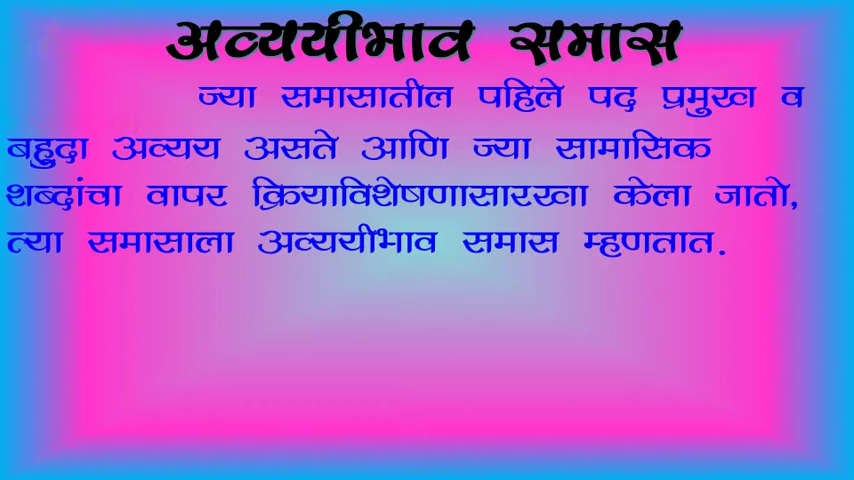 अव्ययीभाव समास
ज्या समासातील पहिले पद प्रमुख व
बहुदा अव्यय असते आणि ज्या सामासिक
शब्दांचा वापर क्रियाविशेषणासारखा केला जातो,
त्या समासाला अव्ययीभाव समास म्हणतात.